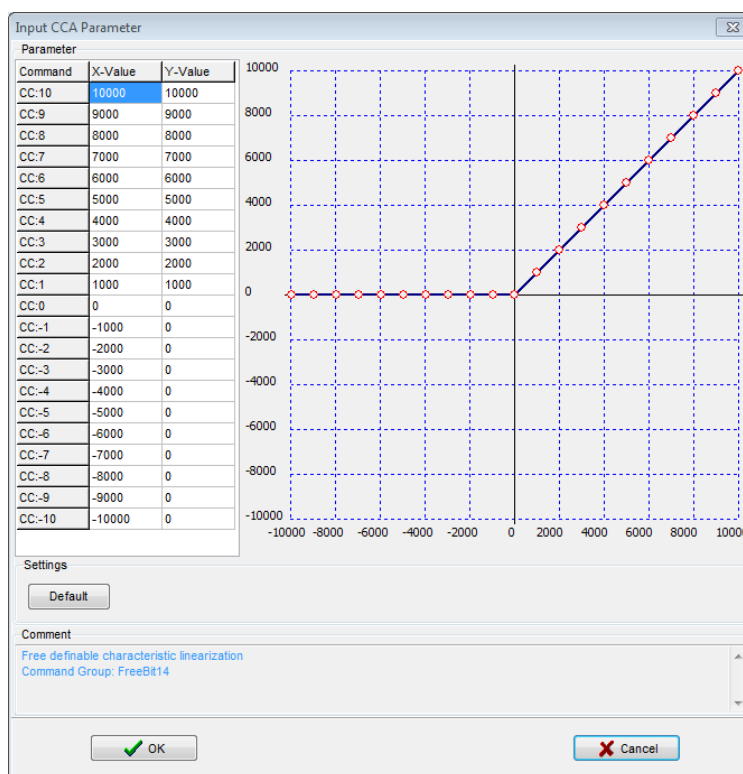 Input CCA Parameter
Parameter
Command X-Value Y-Value
CC:10 10000 10000
CC:9 9000 9000
CC:8 8000 8000
CC:7 7000 7000
CC:6 6000 6000
CC:5 5000 5000
CC:4 4000 4000
CC:3 3000 3000
CC:2 2000 2000
CC:1 1000 1000
CC:0 0 0
CC:-1 -1000 0
CC:-2 -2000 0
CC:-3 -3000 0
CC:-4 -4000 0
CC:-5 -5000 0
CC:-6 -6000 0
CC:-7 -7000 0
CC:-8 -8000 0
CC:-9 -9000 0
CC:-10 -10000 0
10000
8000
6000
4000
2000
0
-2000
-4000
-6000
-8000
-10000
-10000 -8000 -6000 -4000 -2000 0 2000 4000 6000 8000 10000
Settings
Default
Comment
Free definable characteristic linearization
Command Group: FreeBit14
OK
Cancel